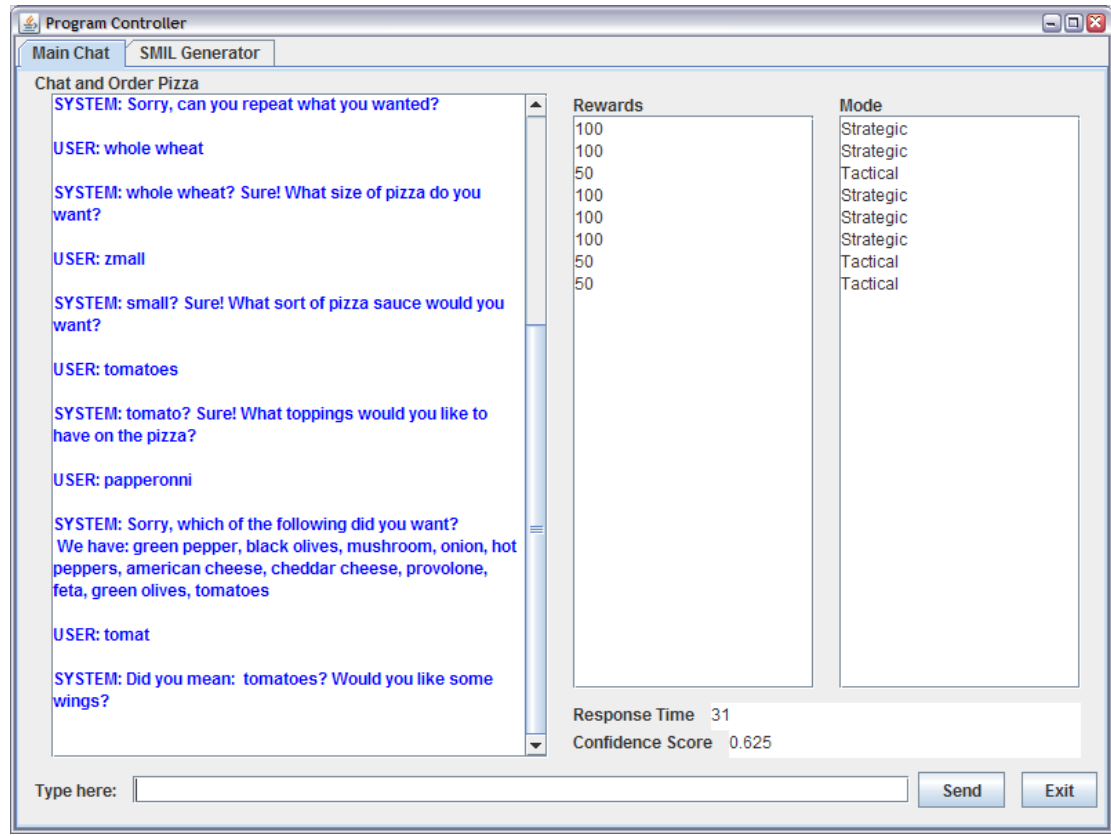 Program Controller
Main Chat
SMIL Generator
Chat and Order Pizza
SYSTEM: Sorry, can you repeat what you wanted?
USER: whole wheat
SYSTEM: whole wheat? Sure! What size of pizza do you
want?
USER: zmall
SYSTEM: small? Sure! What sort of pizza sauce would you
want?
USER: tomatoes
SYSTEM: tomato? Sure! What toppings would you like to
have on the pizza?
USER: papperonni
SYSTEM: Sorry, which of the following did you want?
We have: green pepper, black olives, mushroom, onion, hot
peppers, american cheese, cheddar cheese, provolone,
feta, green olives, tomatoes
USER: tomat
SYSTEM: Did you mean:  tomatoes? Would you like some
wings?
Rewards
100
100
50
100
100
100
50
50
Mode
Strategic
Strategic
Tactical
Strategic
Strategic
Strategic
Tactical
Tactical
Response Time 31
Confidence Score 0.625
Type here:
Send
Exit